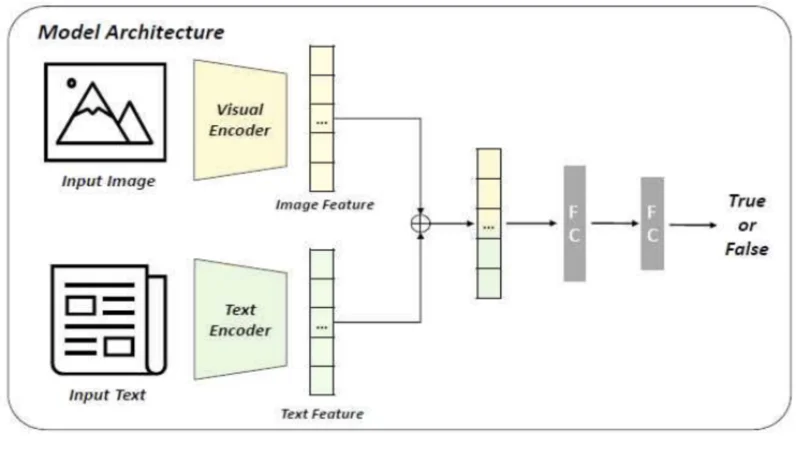 Model Architecture
Visual
Encoder
...
Input Image
Image Feature
Text
Encoder
...
Input Text
Text Feature
...
F
C
F
C
True
or
False